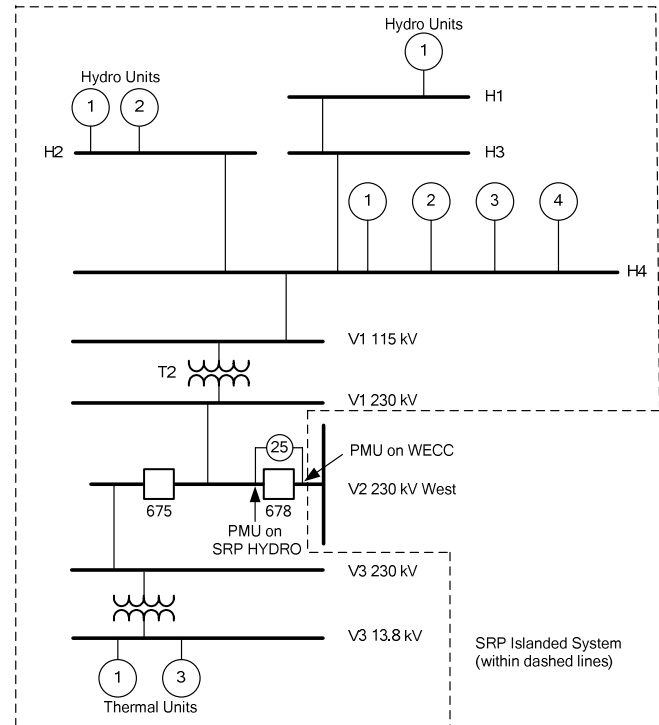 Hydro Units
1
H1
Hydro Units
1
2
H2
H3
1
2
3
4
H4
V1 115 kV
T2
V1 230 kV
25
PMU on WECC
V2 230 kV West
675
678
PMU on
SRP HYDRO
V3 230 kV
V3 13.8 kV
1
3
Thermal Units
SRP Islanded System
(within dashed lines)